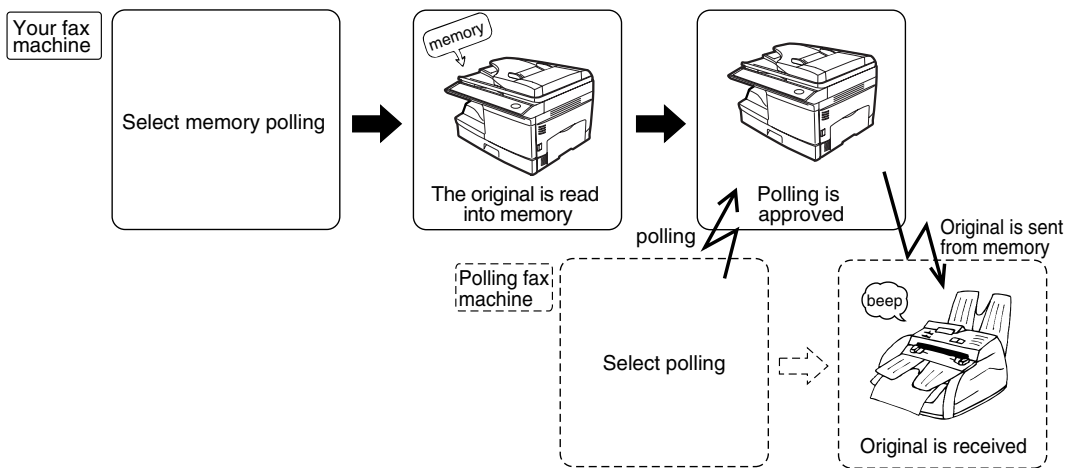 Your fax
machine
Select memory polling
memory
The original is read
into memory
Polling is
approved
polling
Original is sent
from memory
Polling fax
machine
Select polling
beep
Original is received